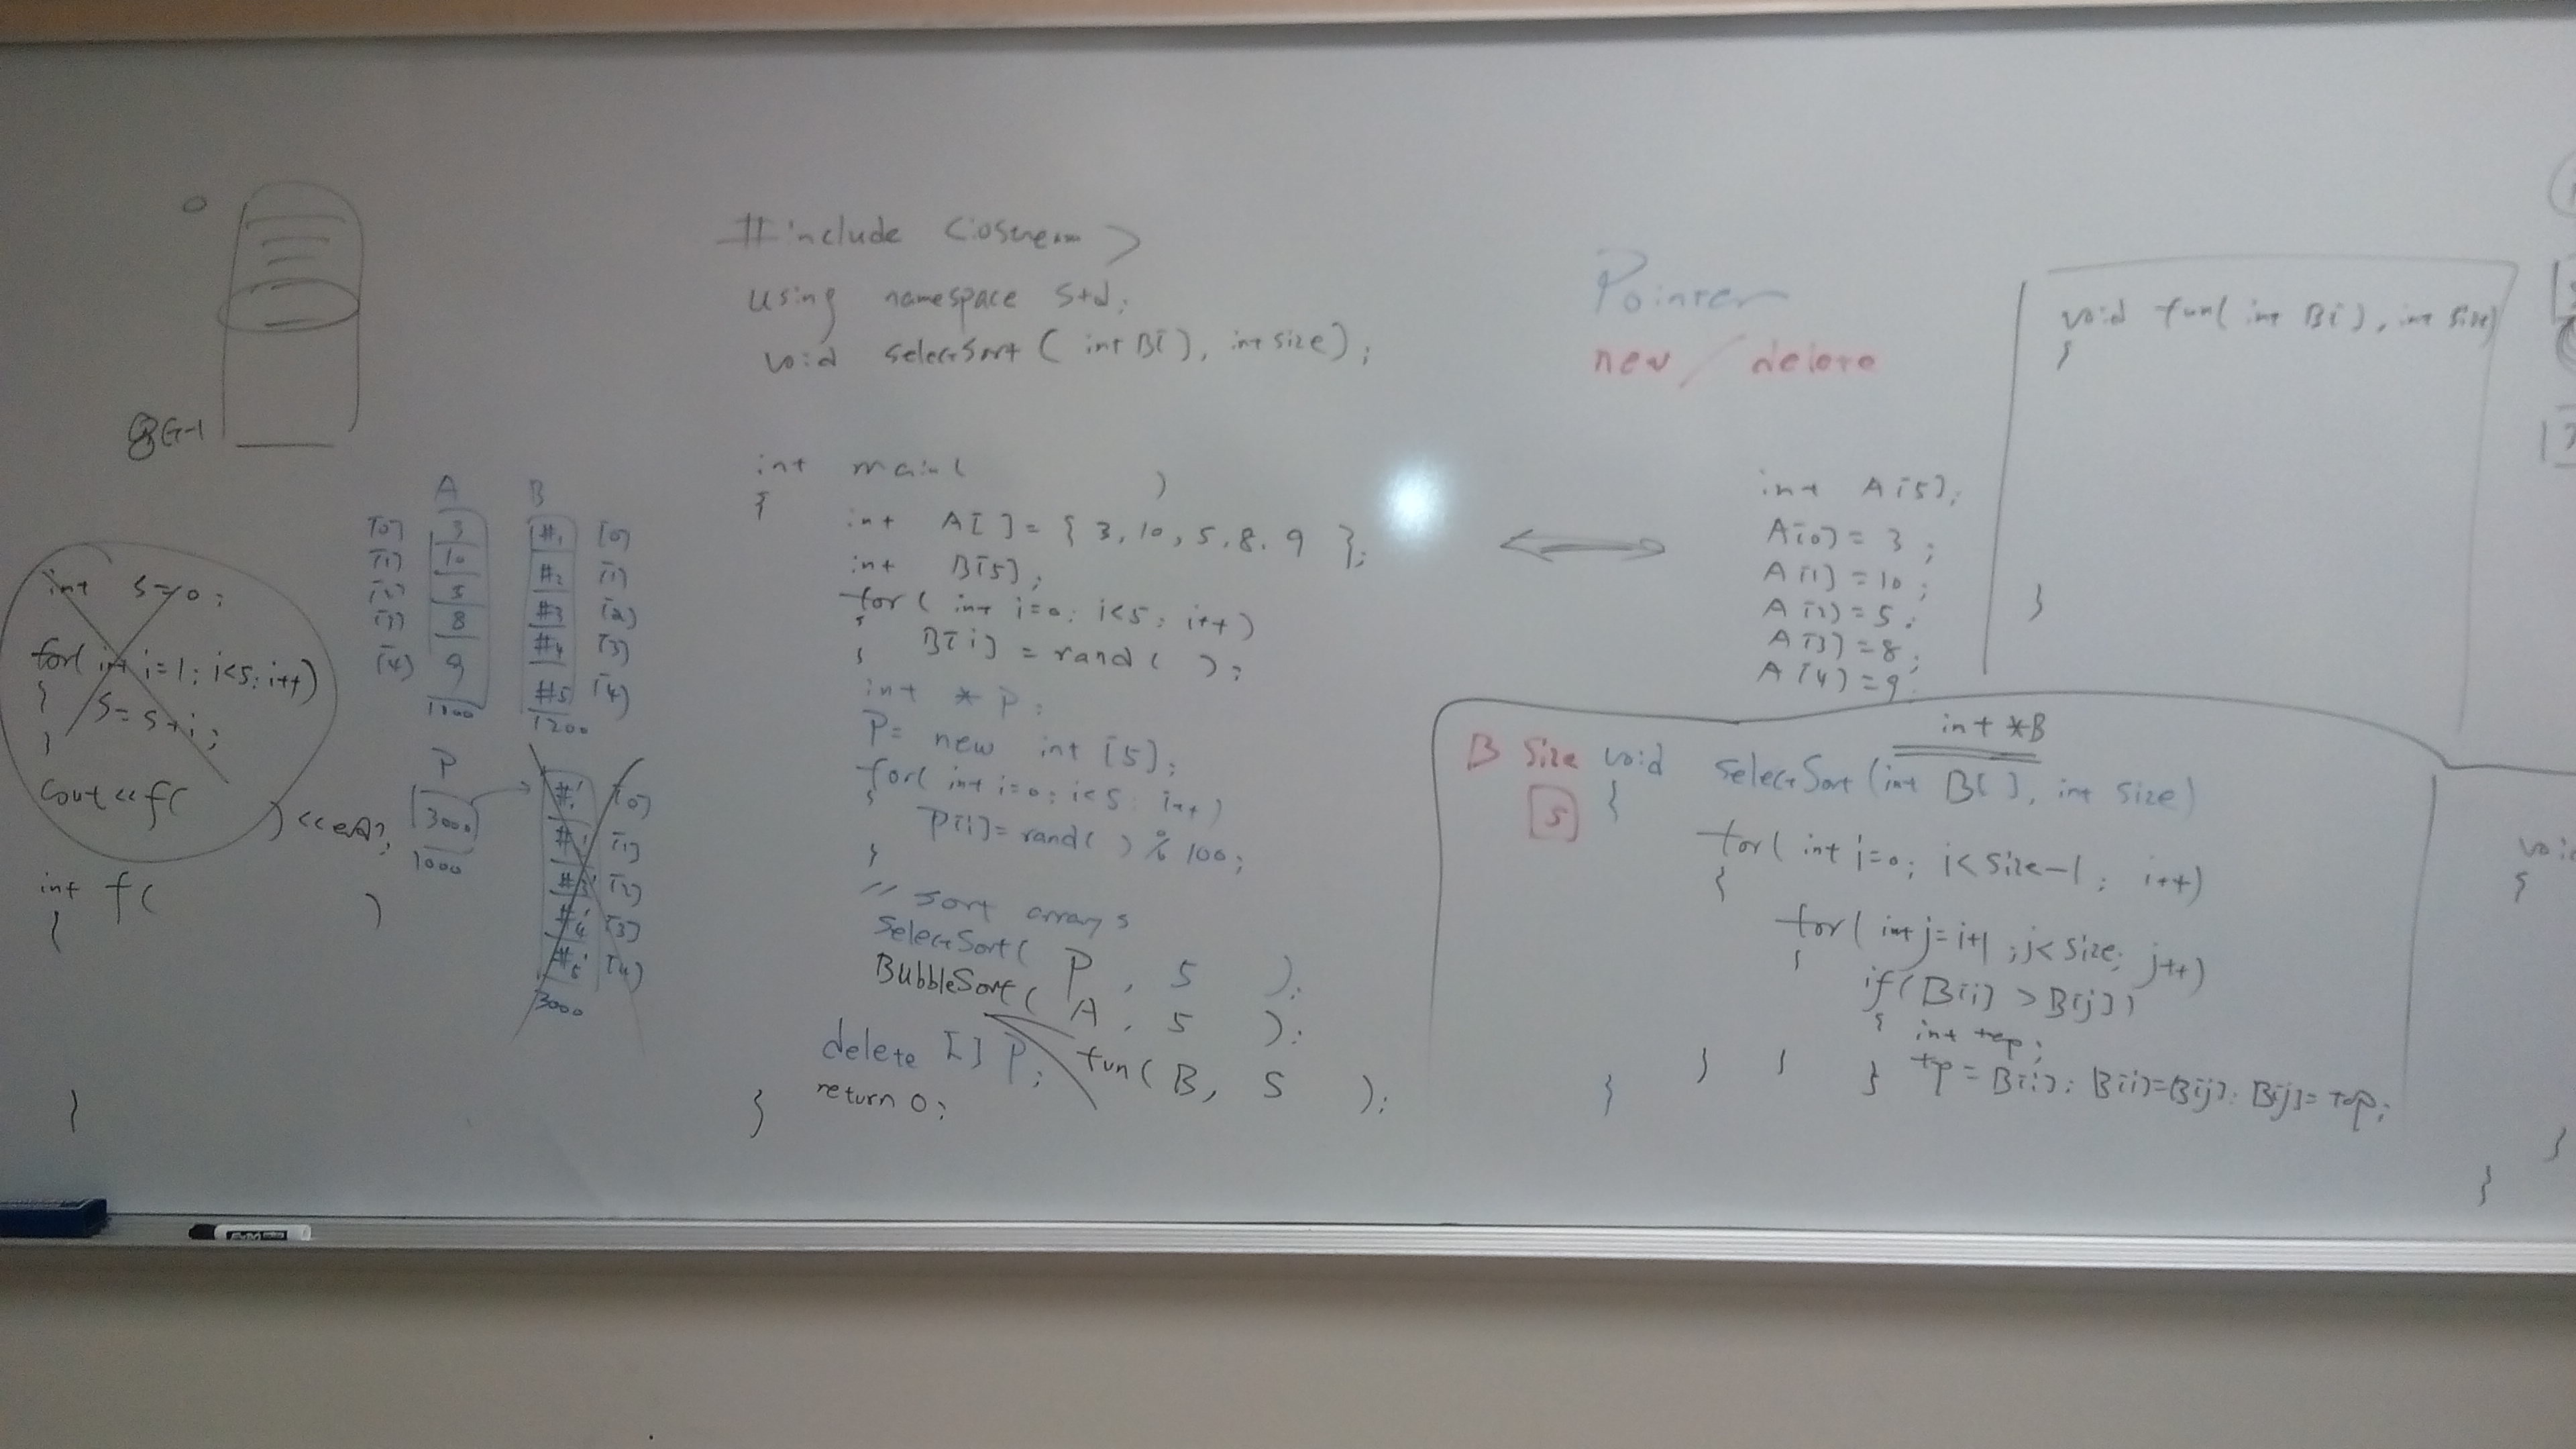 0
8G-1
int s=0;
for( int i=1; i<5; i++)
{
s= s+i;
}
cout << f( ) << endl;
int f( )
{
}
A B
[0] 3 #1 [0]
[1] 10 #2 [1]
[2] 5 #3 [2]
[3] 8 #4 [3]
[4] 9 #5 [4]
1200
P
3000
1000
#1' [0]
[1]
#3' [2]
#4' [3]
#5' [4]
3000
#include <iostream>
using namespace std;
void SelectSort ( int B[], int size);
int main( )
{
int A[ ] = { 3, 10, 5, 8, 9 };
int B[5];
for( int i=0; i<5; i++)
{
B[i] = rand( );
}
int * P;
P= new int [5];
for( int i=0; i<5; i++)
{
P[i]= rand( ) % 100;
}
// sort arrays
SelectSort( P , 5 );
BubbleSort( A , 5 );
delete [] P; fun( B, 5 );
return 0;
}
Pointer
new / delete
int A[5];
A[0] = 3;
A[1] = 10;
A[2] = 5;
A[3] = 8;
A[4] = 9;
void fun( int B[], int size)
{
}
int *B
B size void SelectSort (int B[ ], int size)
5 {
for( int i=0; i< size-1; i++)
{
for( int j=i+1; j< size; j++)
{
if( B[i] > B[j])
{ int tep;
} } } } tp = B[i]; B[i]=B[j]; B[j]= tep;
{
}
}